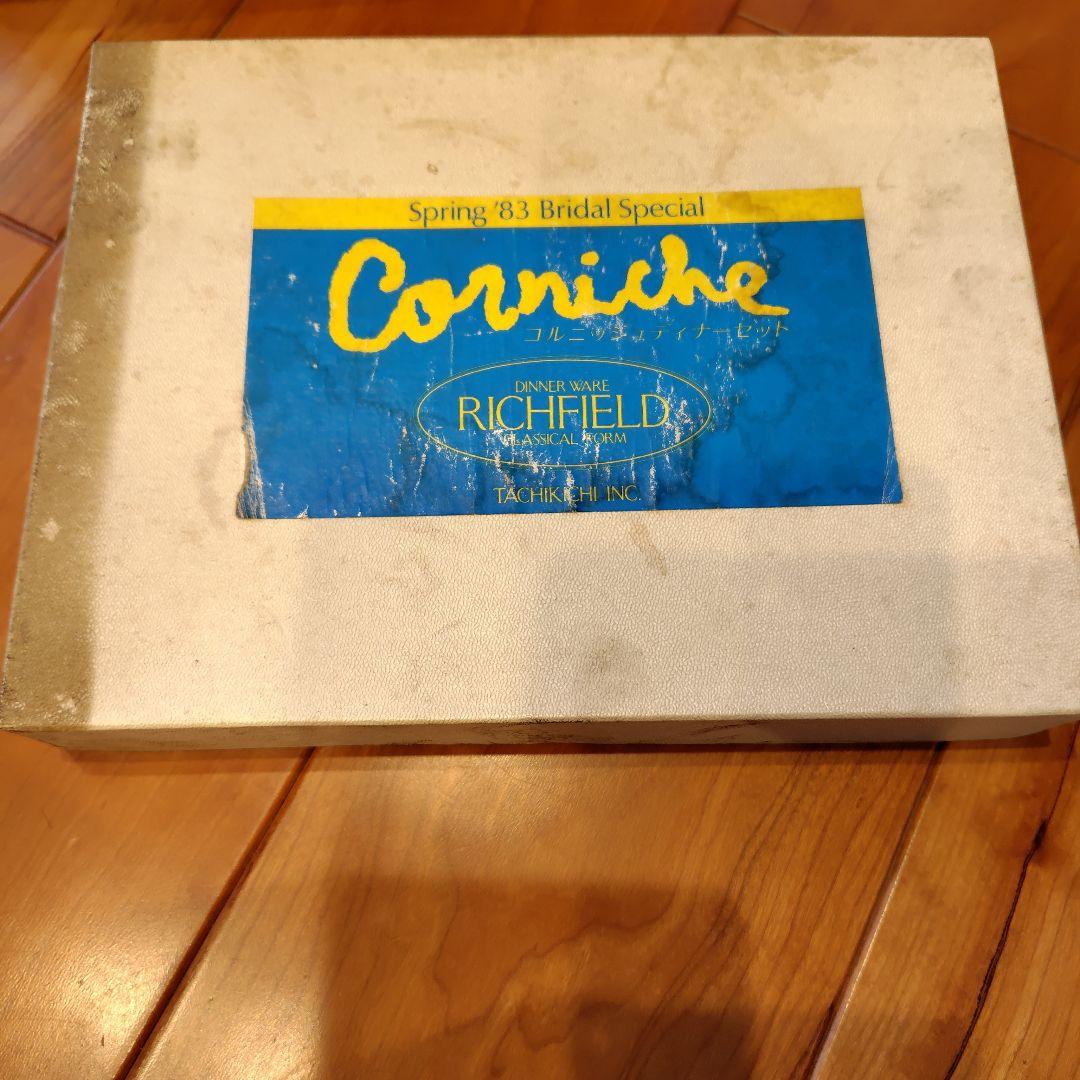 Spring '83 Bridal Special
Corniche
コルニッシュディナーセット
DINNER WARE
RICHFIELD
CLASSICAL FORM
TACHIKICHI INC.